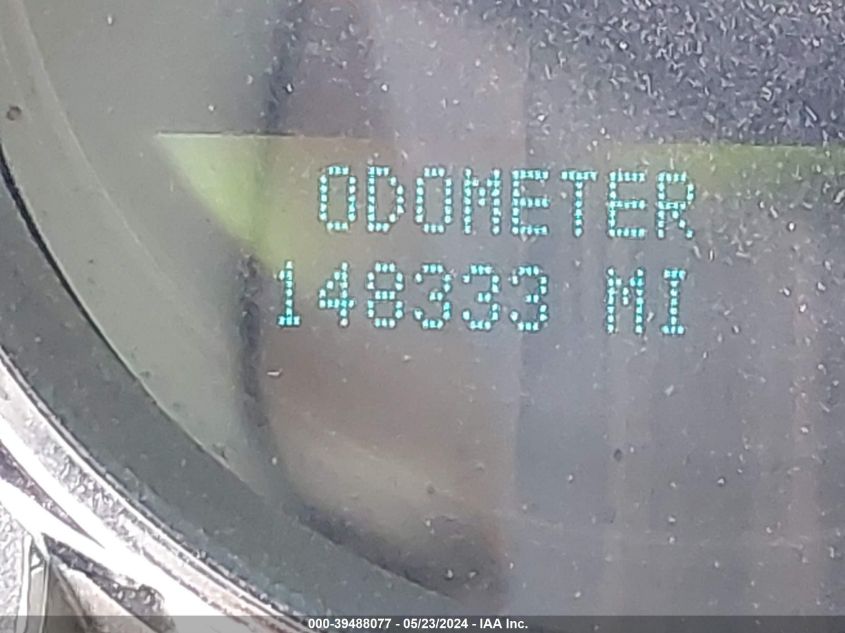 ODOMETER
148333 MI
000-39488077 - 05/23/2024 - IAA Inc.